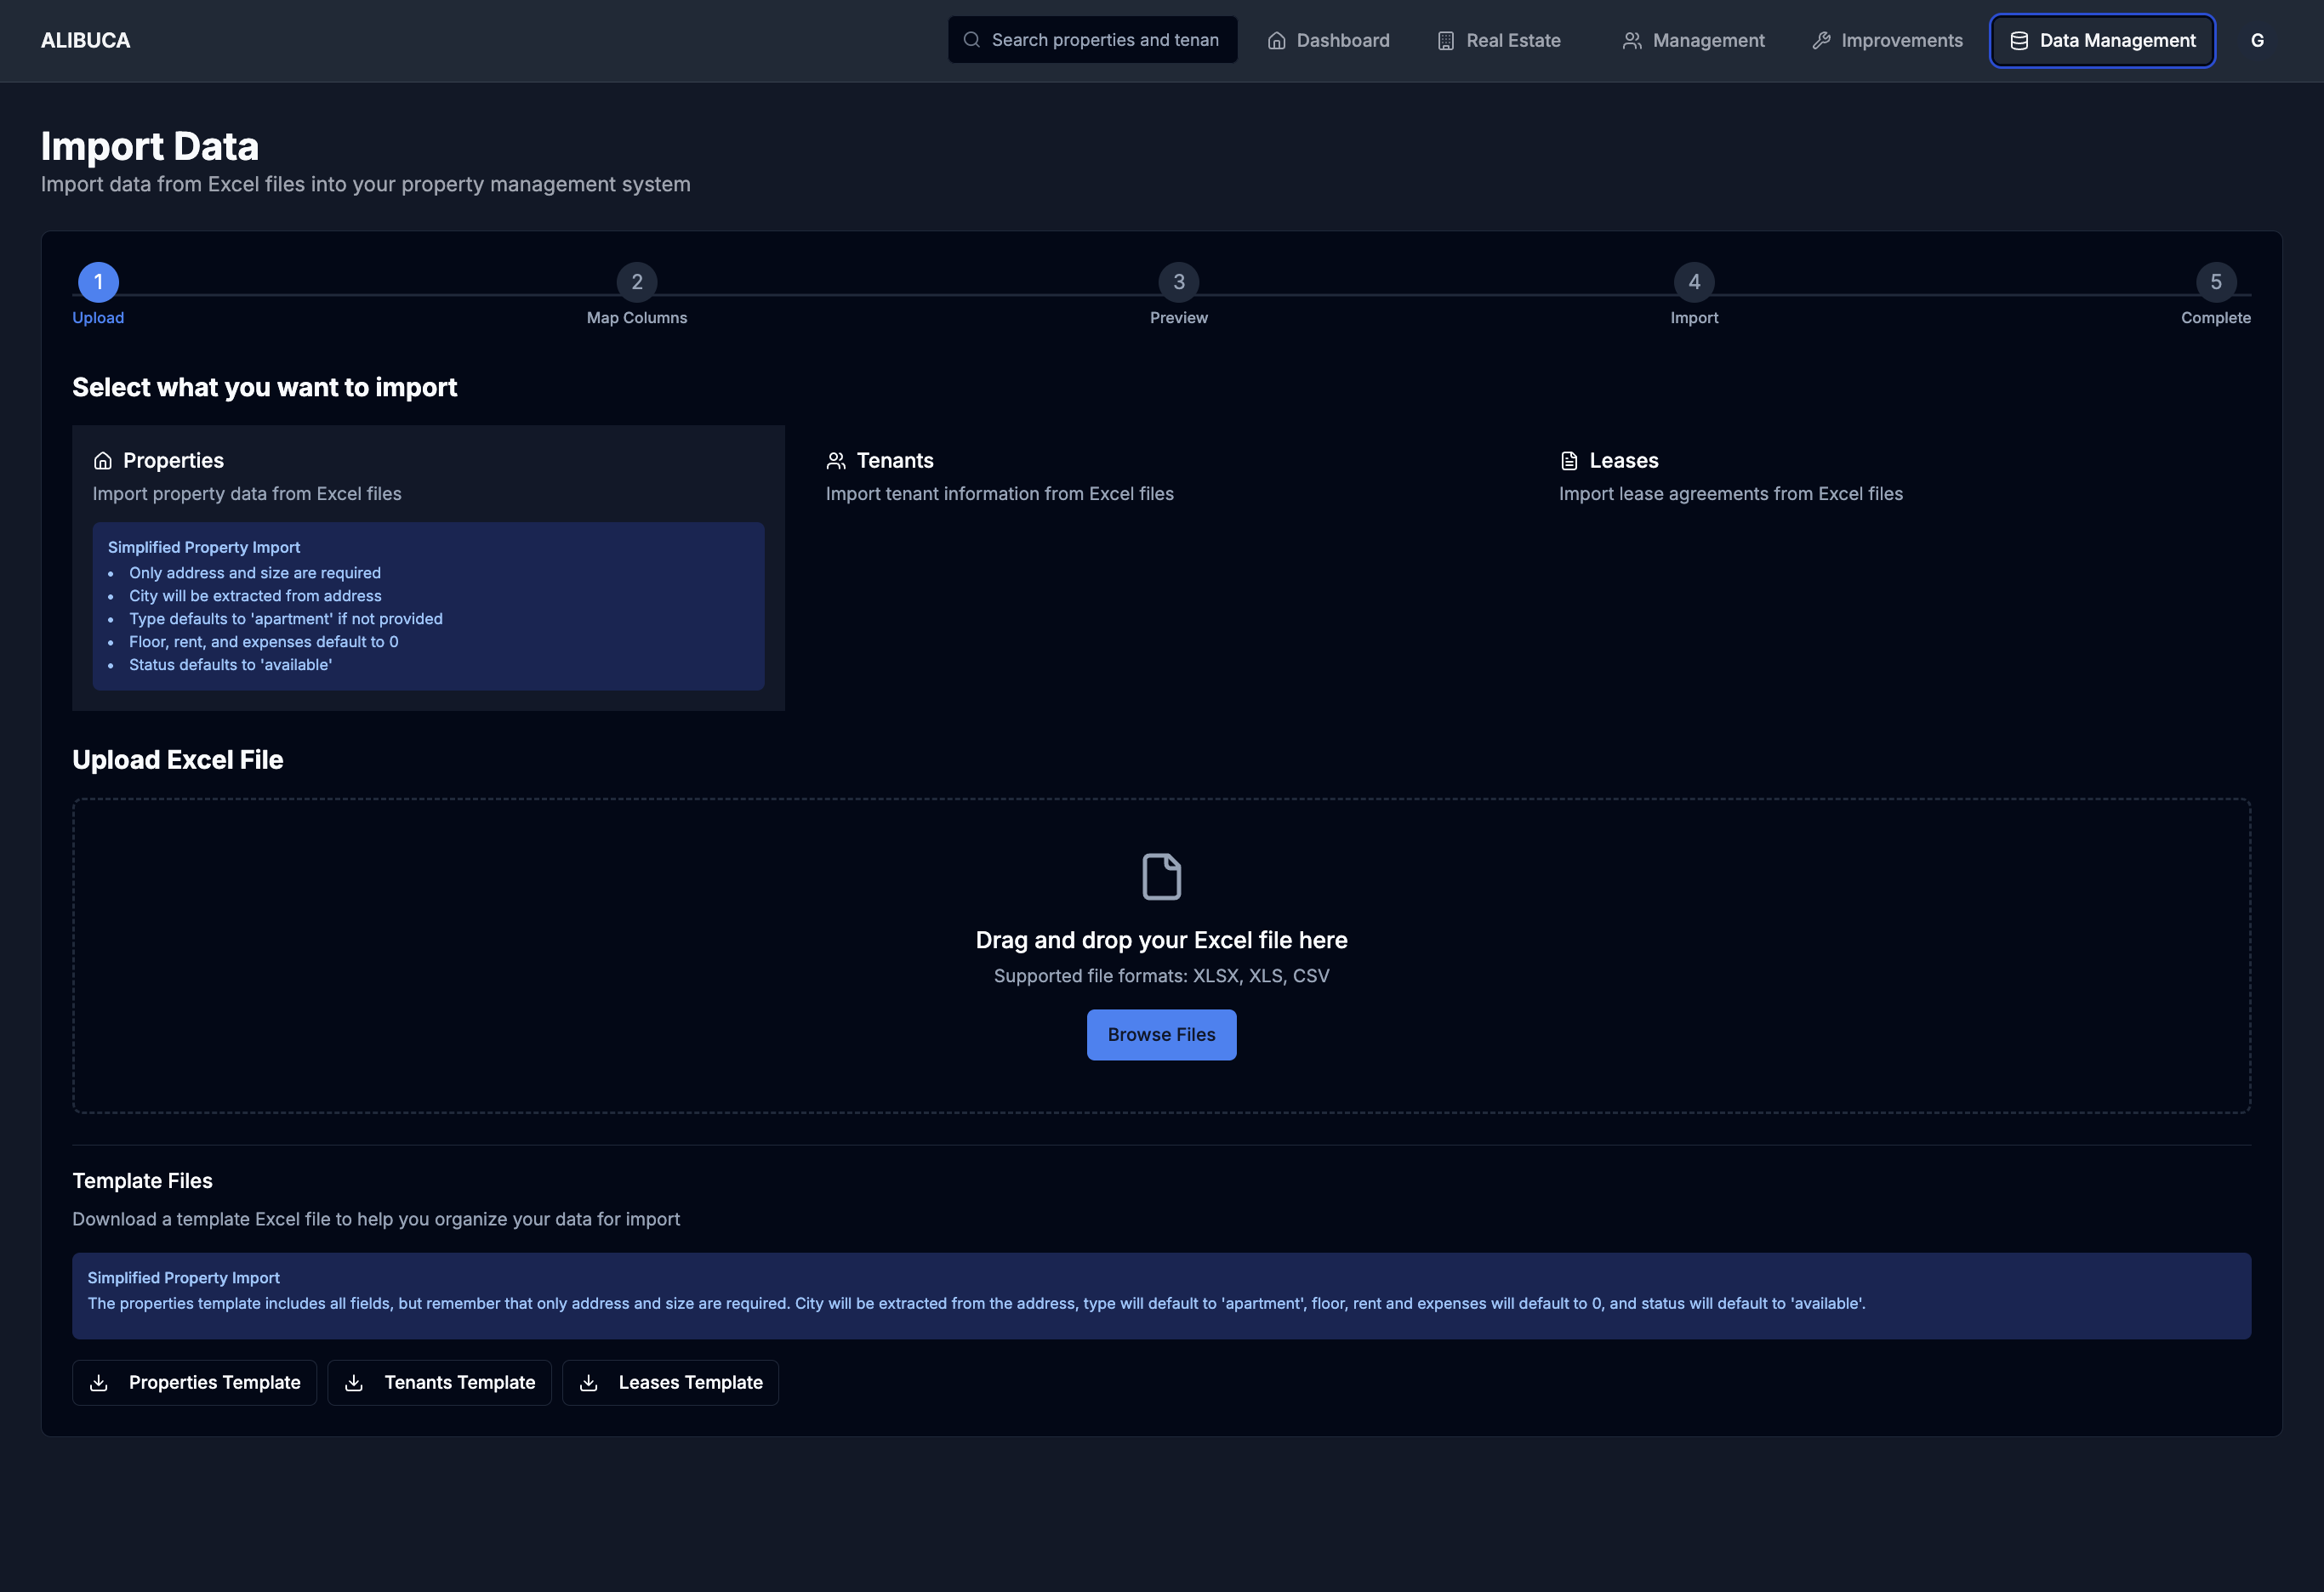 ALIBUCA
Search properties and tenan
Dashboard
Real Estate
Management
Improvements
Data Management
G
Import Data
Import data from Excel files into your property management system
1
2
3
4
5
Upload
Map Columns
Preview
Import
Complete
Select what you want to import
Properties
Import property data from Excel files
Simplified Property Import
• Only address and size are required
• City will be extracted from address
• Type defaults to 'apartment' if not provided
• Floor, rent, and expenses default to 0
• Status defaults to 'available'
Tenants
Import tenant information from Excel files
Leases
Import lease agreements from Excel files
Upload Excel File
Drag and drop your Excel file here
Supported file formats: XLSX, XLS, CSV
Browse Files
Template Files
Download a template Excel file to help you organize your data for import
Simplified Property Import
The properties template includes all fields, but remember that only address and size are required. City will be extracted from the address, type will default to 'apartment', floor, rent and expenses will default to 0, and status will default to 'available'.
Properties Template
Tenants Template
Leases Template